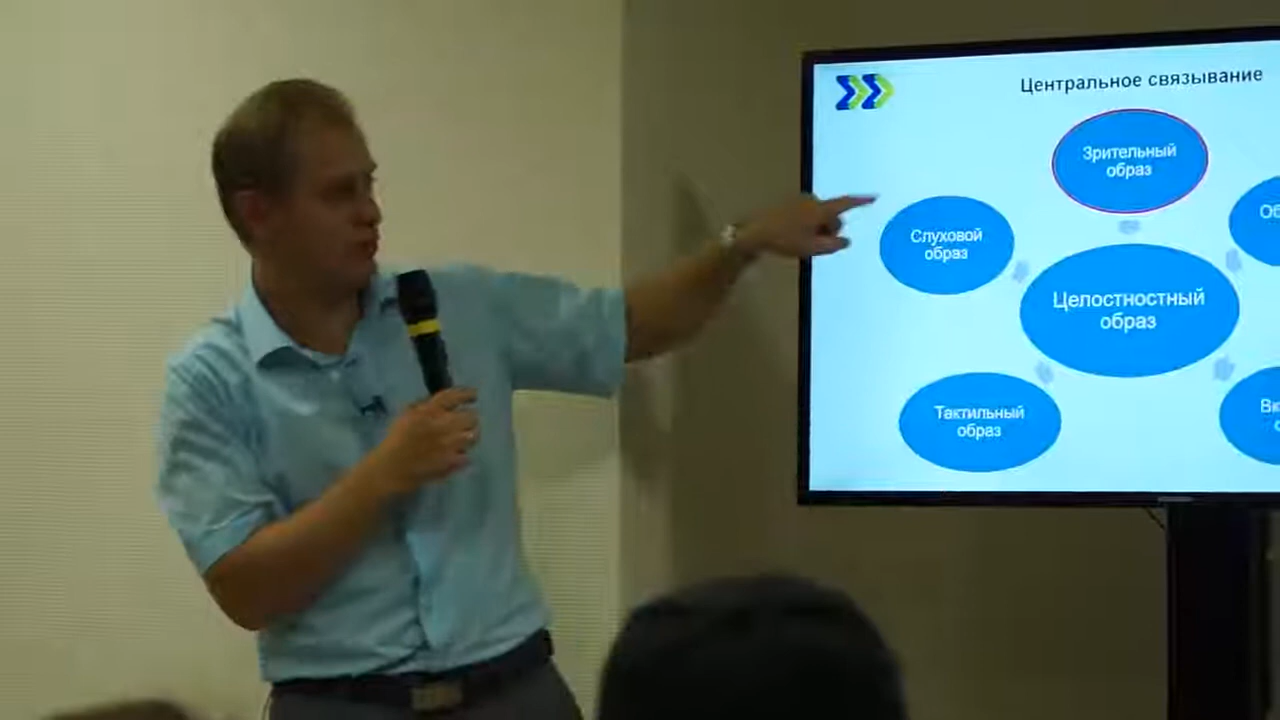 Центральное связывание
Зрительный
образ
Слуховой
образ
Целостностный
образ
Тактильный
образ